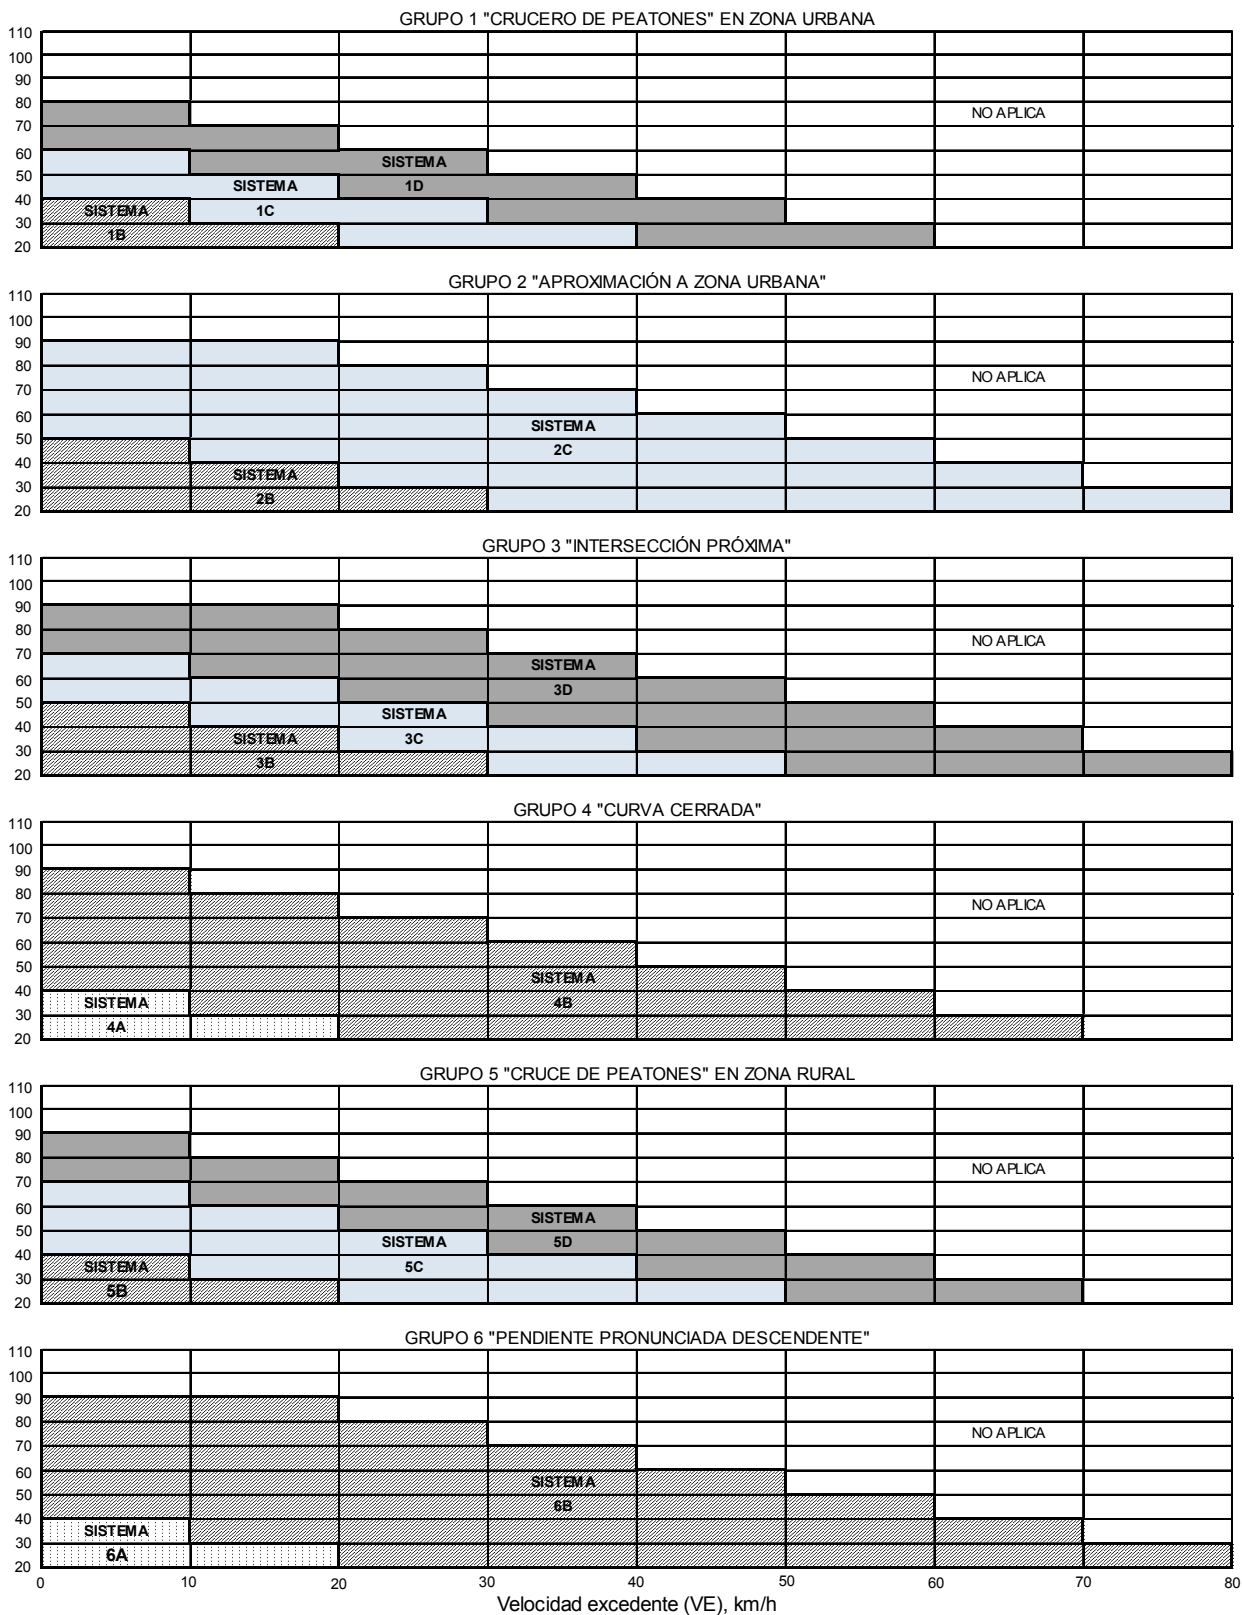 GRUPO 1 "CRUCERO DE PEATONES" EN ZONA URBANA
110
100
90
80
NO APLICA
70
60
SISTEMA
50
SISTEMA
1D
40
SISTEMA
1C
30
1B
20
GRUPO 2 "APROXIMACIÓN A ZONA URBANA"
110
100
90
80
NO APLICA
70
60
SISTEMA
50
2C
40
SISTEMA
30
2B
20
GRUPO 3 "INTERSECCIÓN PRÓXIMA"
110
100
90
80
NO APLICA
70
SISTEMA
60
3D
50
SISTEMA
40
SISTEMA
3C
30
3B
20
GRUPO 4 "CURVA CERRADA"
110
100
90
80
NO APLICA
70
60
50
SISTEMA
40
SISTEMA
4B
30
4A
20
GRUPO 5 "CRUCE DE PEATONES" EN ZONA RURAL
110
100
90
80
NO APLICA
70
60
SISTEMA
50
SISTEMA
5D
40
SISTEMA
5C
30
5B
20
GRUPO 6 "PENDIENTE PRONUNCIADA DESCENDENTE"
110
100
90
80
NO APLICA
70
60
SISTEMA
50
6B
40
SISTEMA
30
6A
20
0 10 20 30 40 50 60 70 80
Velocidad excedente (VE), km/h